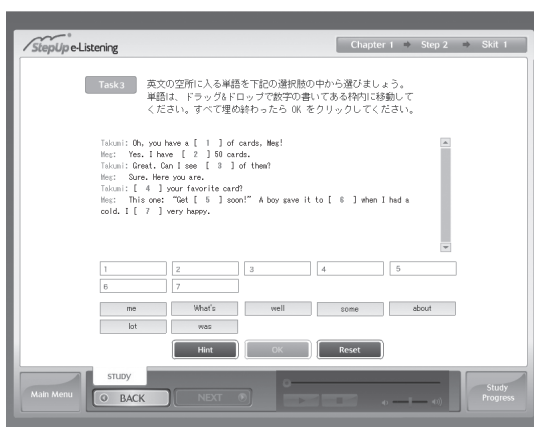 StepUp e-Listening
Chapter 1 ➡ Step 2 ➡ Skit 1
Task3 英文の空所に入る単語を下記の選択肢の中から選びましょう。
単語は、ドラッグ&ドロップで数字の書いてある枠内に移動して
ください。すべて埋め終わったら OK をクリックしてください。
Takumi: Oh, you have a [ 1 ] of cards, Meg!
Meg: Yes. I have [ 2 ] 50 cards.
Takumi: Great. Can I see [ 3 ] of them?
Meg: Sure. Here you are.
Takumi: [ 4 ] your favorite card?
Meg: This one: "Get [ 5 ] soon!" A boy gave it to [ 6 ] when I had a
cold. I [ 7 ] very happy.
1 2 3 4 5
6 7
me What's well some about
lot was
Hint OK Reset
STUDY
Main Menu BACK NEXT Study
Progress